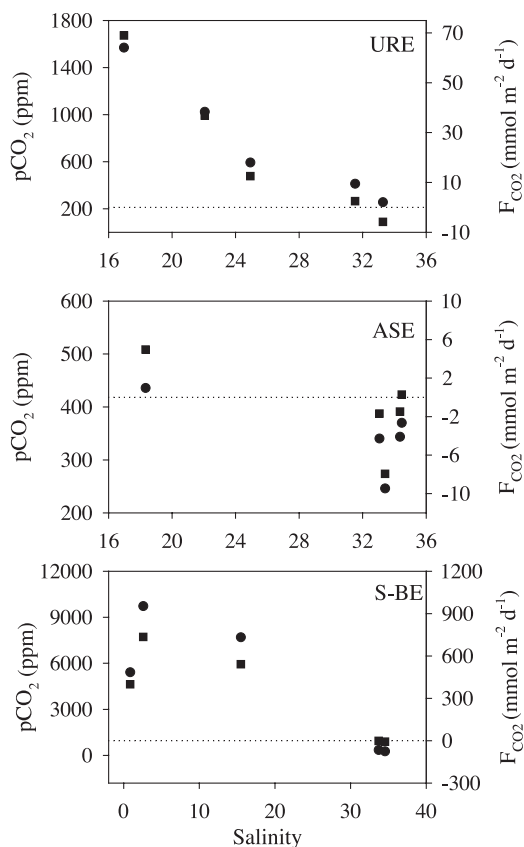 URE
pCO2 (ppm)
1800
1400
1000
600
200
FCO2 (mmol m-2 d-1)
70
50
30
10
-10
16 20 24 28 32 36
ASE
pCO2 (ppm)
600
500
400
300
200
FCO2 (mmol m-2 d-1)
10
6
2
-2
-6
-10
16 20 24 28 32 36
S-BE
pCO2 (ppm)
12000
9000
6000
3000
0
FCO2 (mmol m-2 d-1)
1200
900
600
300
0
-300
0 10 20 30 40
Salinity